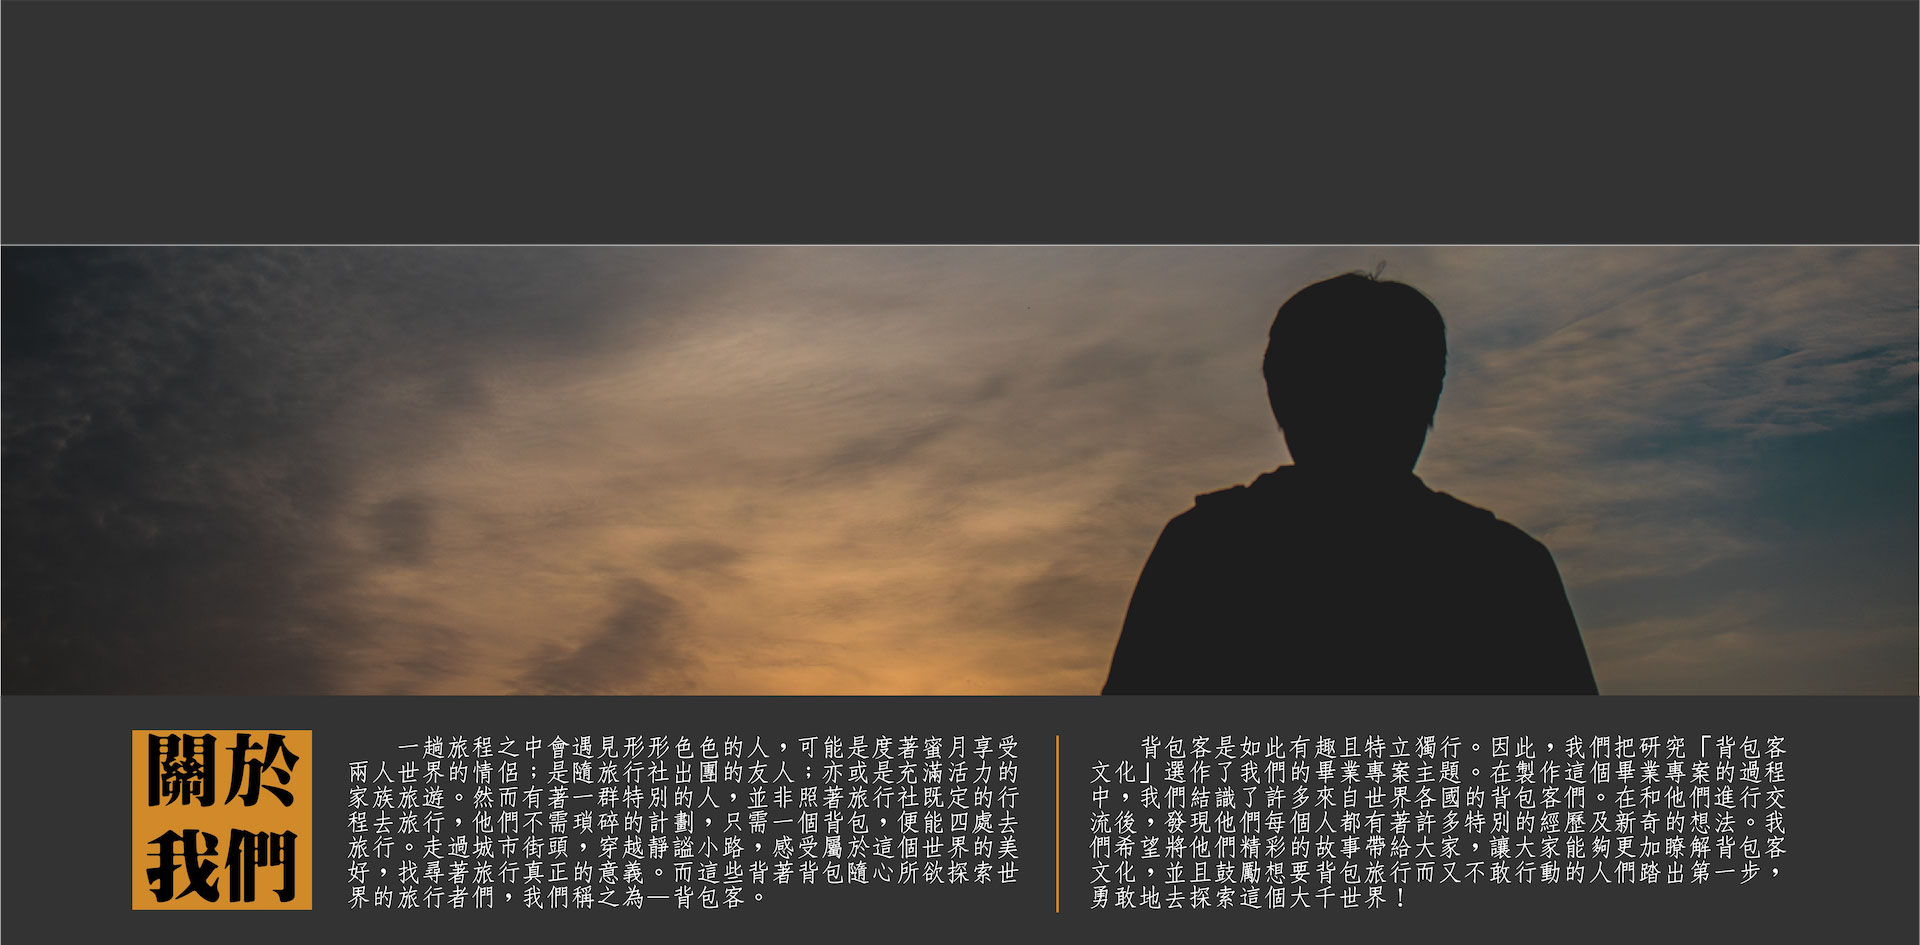 關於
我們
一趟旅程之中會遇見形形色色的人，可能是度著蜜月享受
兩人世界的情侶；是隨旅行社出團的友人；亦或是充滿活力的
家族旅遊。然而有著一群特別的人，並非照著旅行社既定的行
程去旅行，他們不需瑣碎的計劃，只需一個背包，便能四處去
旅行。走過城市街頭，穿越靜謐小路，感受屬於這個世界的美
好，找尋著旅行真正的意義。而這些背著背包隨心所欲探索世
界的旅行者們，我們稱之為—背包客。
背包客是如此有趣且特立獨行。因此，我們把研究「背包客
文化」選作了我們的畢業專案主題。在製作這個畢業專案的過程
中，我們結識了許多來自世界各國的背包客們。在和他們進行交
流後，發現他們每個人都有著許多特別的經歷及新奇的想法。我
們希望將他們精彩的故事帶給大家，讓大家能夠更加瞭解背包客
文化，並且鼓勵想要背包旅行而又不敢行動的人們踏出第一步，
勇敢地去探索這個大千世界！